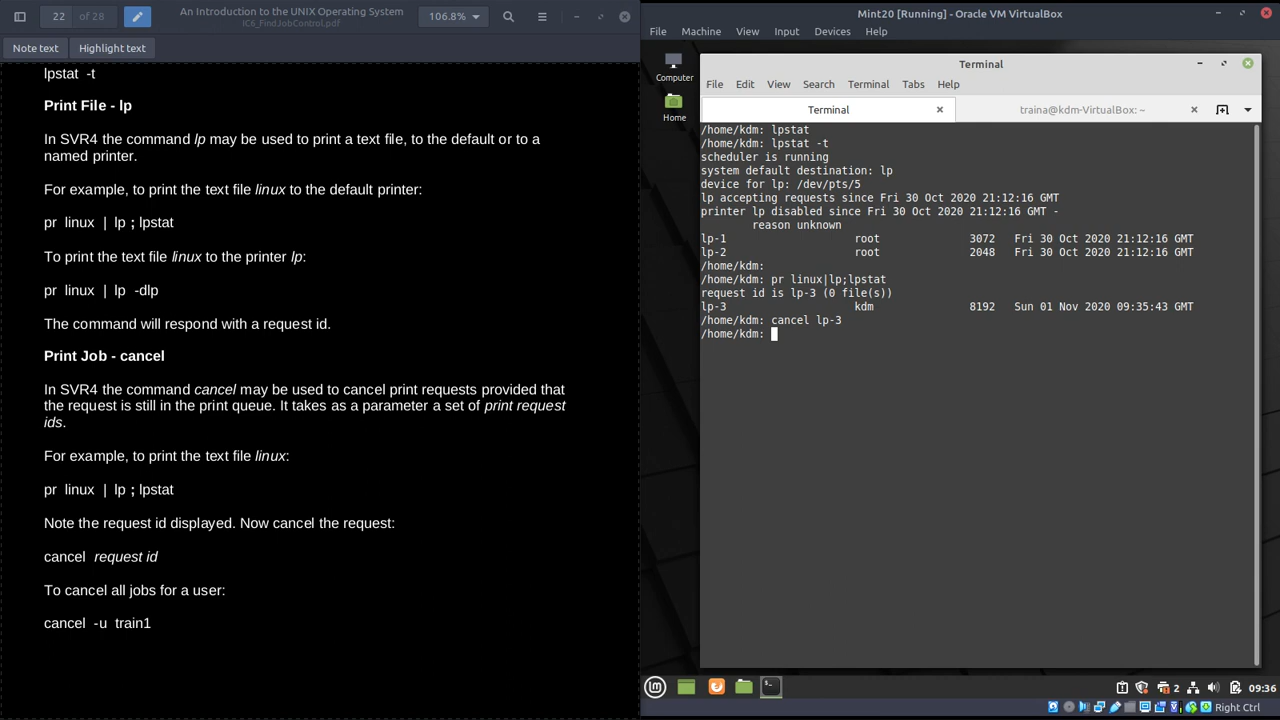 22 of 28
An Introduction to the UNIX Operating System
IC6_FindJobControl.pdf
106.8%
Note text
Highlight text
lpstat -t
Print File - lp
In SVR4 the command lp may be used to print a text file, to the default or to a
named printer.
For example, to print the text file linux to the default printer:
pr linux | lp ; lpstat
To print the text file linux to the printer lp:
pr linux | lp -dlp
The command will respond with a request id.
Print Job - cancel
In SVR4 the command cancel may be used to cancel print requests provided that
the request is still in the print queue. It takes as a parameter a set of print request
ids.
For example, to print the text file linux:
pr linux | lp ; lpstat
Note the request id displayed. Now cancel the request:
cancel request id
To cancel all jobs for a user:
cancel -u train1
Mint20 [Running] - Oracle VM VirtualBox
File Machine View Input Devices Help
Computer
Home
Terminal
File Edit View Search Terminal Tabs Help
Terminal
traina@kdm-VirtualBox: ~
/home/kdm: lpstat
/home/kdm: lpstat -t
scheduler is running
system default destination: lp
device for lp: /dev/pts/5
lp accepting requests since Fri 30 Oct 2020 21:12:16 GMT
printer lp disabled since Fri 30 Oct 2020 21:12:16 GMT -
reason unknown
lp-1 root 3072 Fri 30 Oct 2020 21:12:16 GMT
lp-2 root 2048 Fri 30 Oct 2020 21:12:16 GMT
/home/kdm:
/home/kdm: pr linux|lp;lpstat
request id is lp-3 (0 file(s))
lp-3 kdm 8192 Sun 01 Nov 2020 09:35:43 GMT
/home/kdm: cancel lp-3
/home/kdm:
2
09:36
Right Ctrl